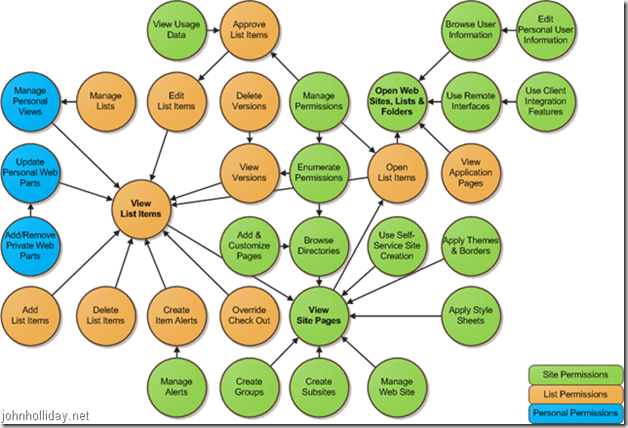 View Usage
Data
Approve
List Items
Browse User
Information
Edit
Personal User
Information
Manage
Personal
Views
Manage
Lists
Edit
List Items
Delete
Versions
Manage
Permissions
Open Web
Sites, Lists &
Folders
Use Remote
Interfaces
Use Client
Integration
Features
Update
Personal Web
Parts
View
List Items
View
Versions
Enumerate
Permissions
Open
List Items
View
Application
Pages
Add/Remove
Private Web
Parts
Add &
Customize
Pages
Browse
Directories
Use Self-
Service Site
Creation
Apply Themes
& Borders
Add
List Items
Delete
List Items
Create
Item Alerts
Override
Check Out
View
Site Pages
Apply Style
Sheets
Manage
Alerts
Create
Groups
Create
Subsites
Manage
Web Site
Site Permissions
List Permissions
Personal Permissions
johnholliday.net